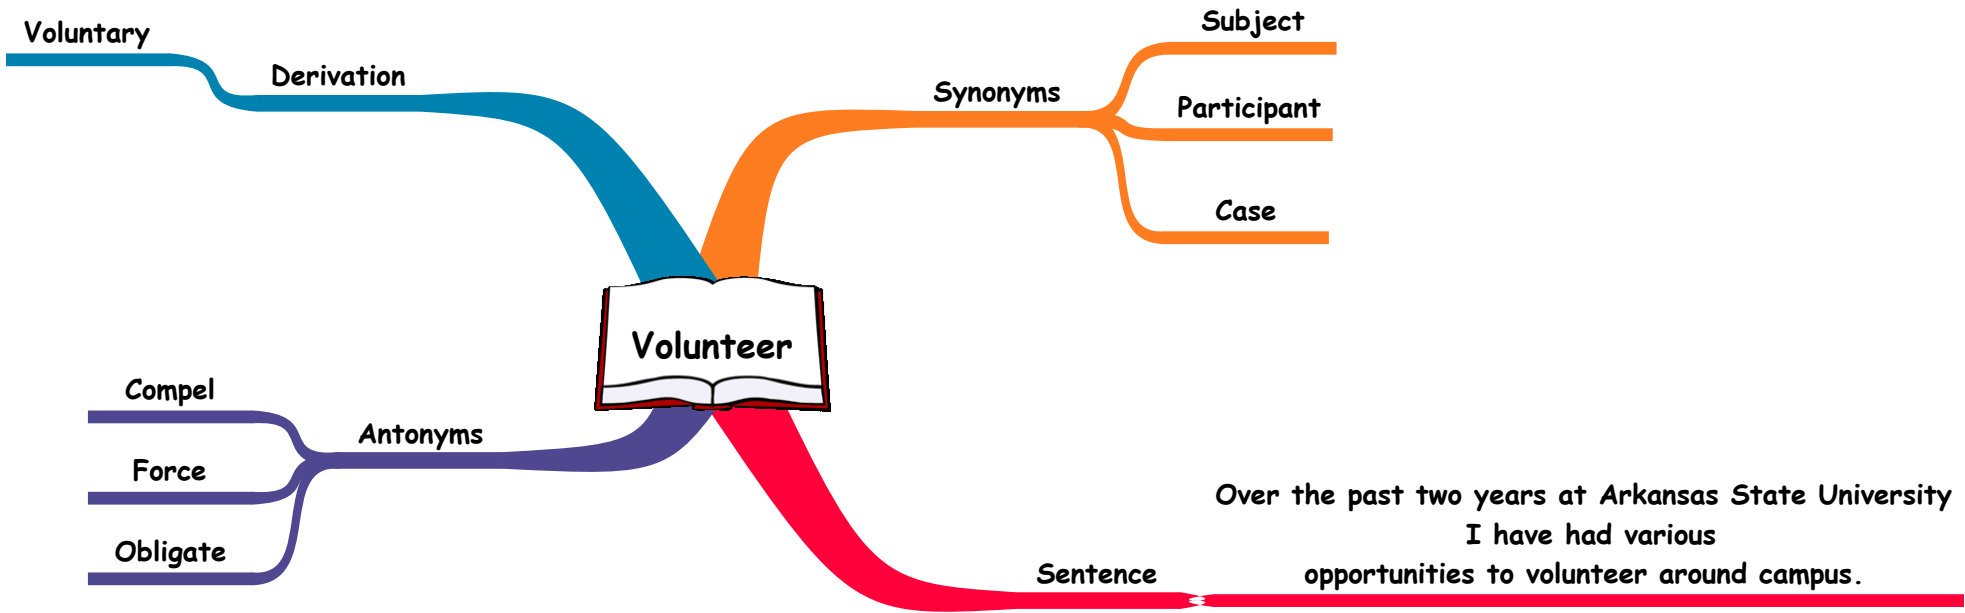 Voluntary
Derivation
Synonyms
Subject
Participant
Case
Volunteer
Antonyms
Compel
Force
Obligate
Sentence
Over the past two years at Arkansas State University
I have had various
opportunities to volunteer around campus.